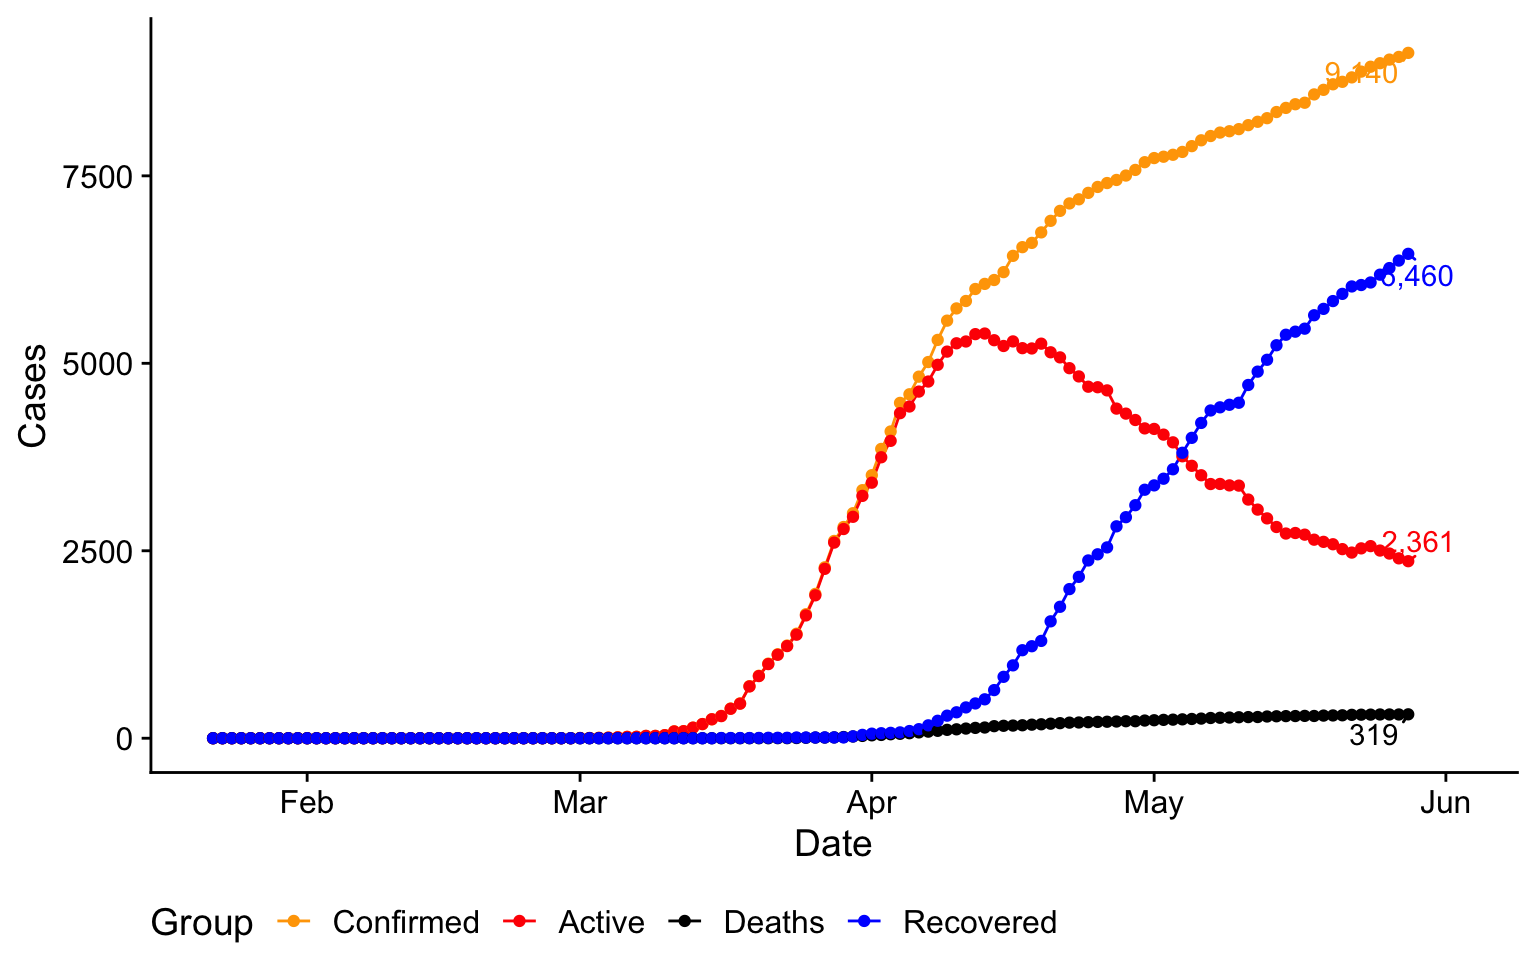 9,140
7500
6,460
5000
Cases
2,361
2500
319
0
Feb Mar Apr May Jun
Date
Group Confirmed Active Deaths Recovered